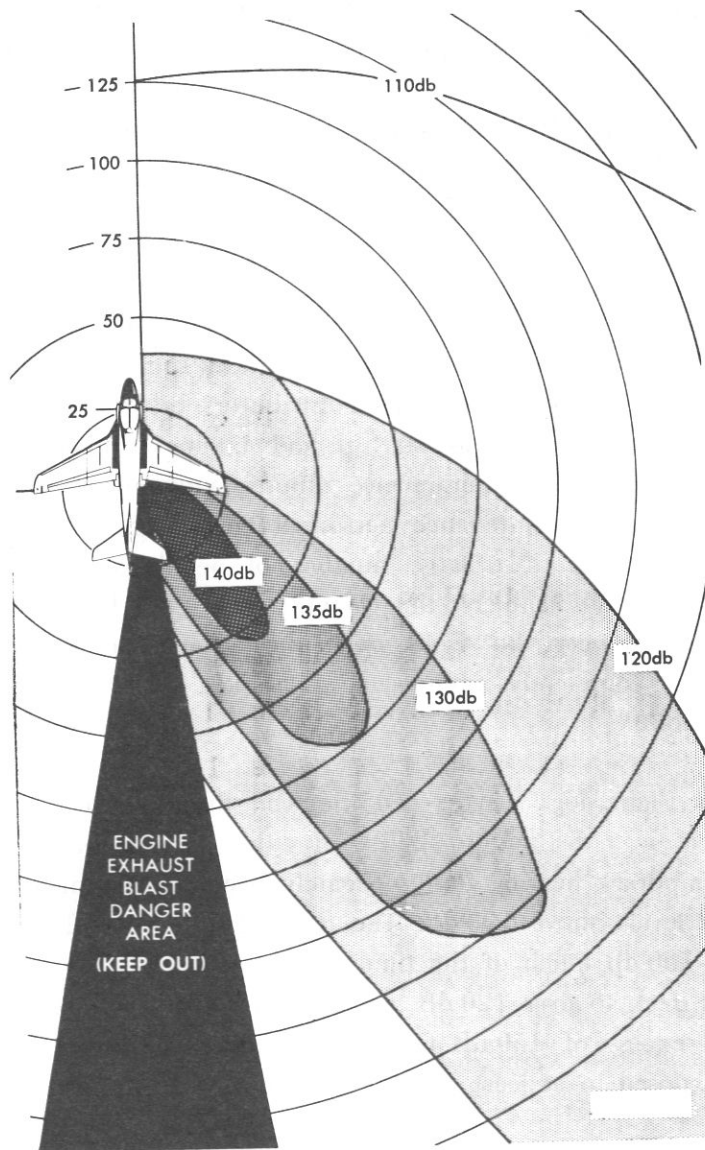 125
110db
100
75
50
25
140db
135db
120db
130db
ENGINE
EXHAUST
BLAST
DANGER
AREA
(KEEP OUT)